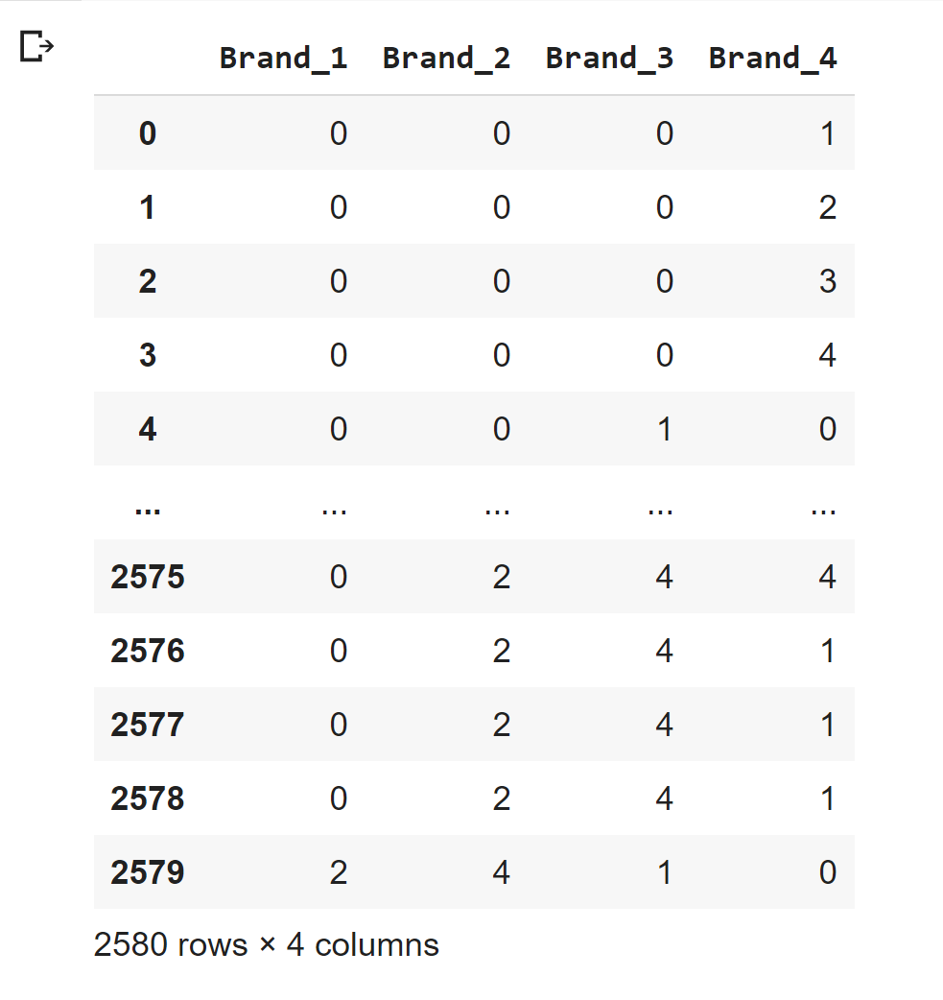 Brand_1 Brand_2 Brand_3 Brand_4
0 0 0 0 1
1 0 0 0 2
2 0 0 0 3
3 0 0 0 4
4 0 0 1 0
... ... ... ... ...
2575 0 2 4 4
2576 0 2 4 1
2577 0 2 4 1
2578 0 2 4 1
2579 2 4 1 0
2580 rows × 4 columns